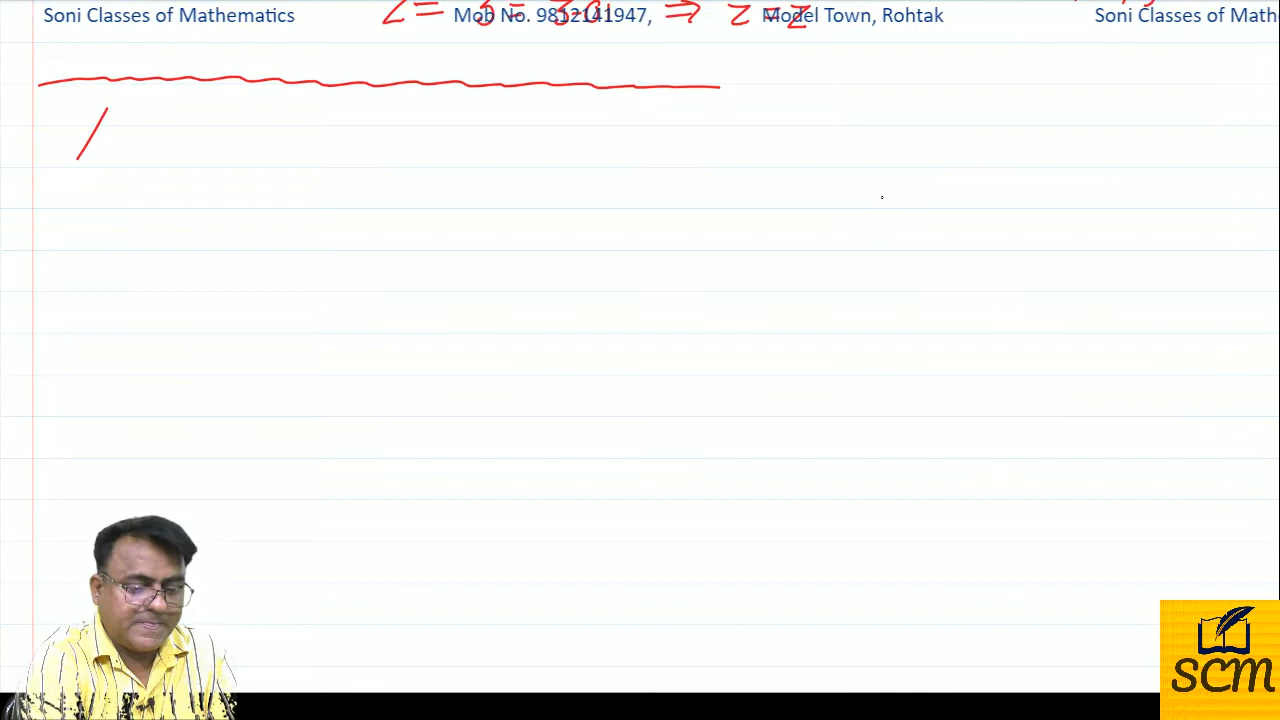 Soni Classes of Mathematics Mob No. 9812141947, Model Town, Rohtak Soni Classes of Math
⇒ z = z
SCM